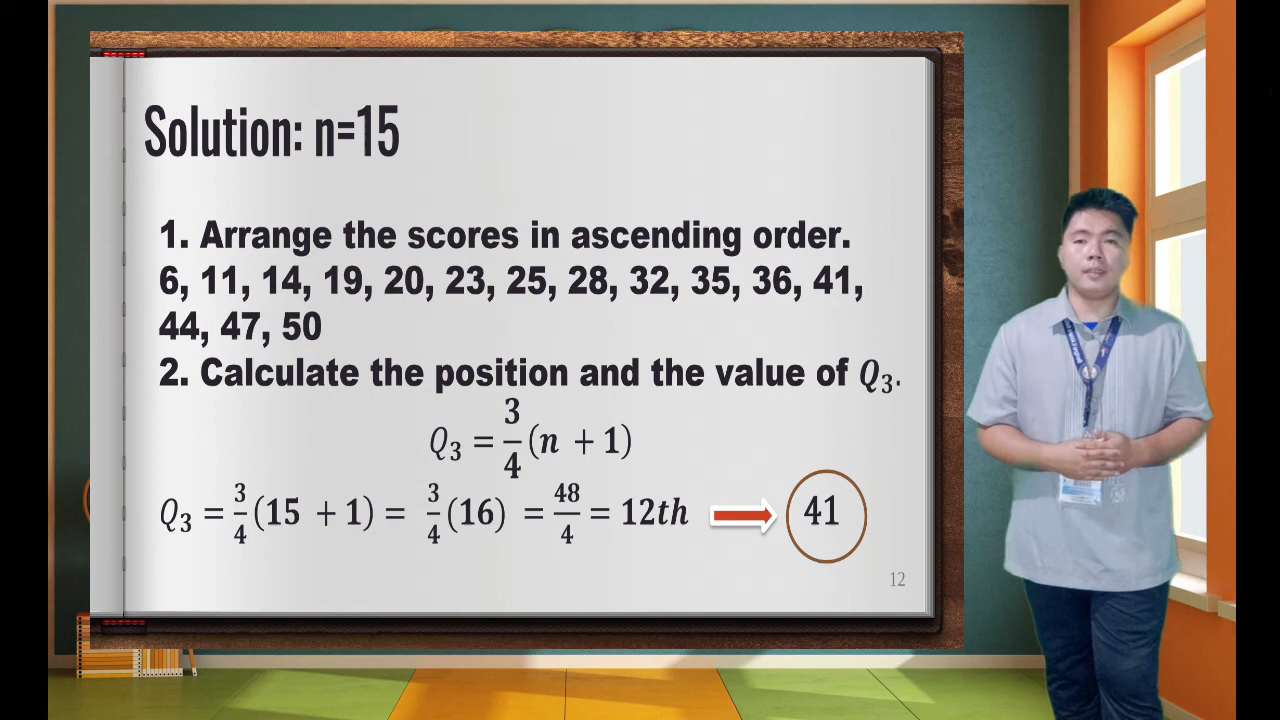 Solution: n=15
1. Arrange the scores in ascending order.
6, 11, 14, 19, 20, 23, 25, 28, 32, 35, 36, 41,
44, 47, 50
2. Calculate the position and the value of Q₃.
Q₃ = 3/4 (n + 1)
Q₃ = 3/4 (15 + 1) = 3/4 (16) = 48/4 = 12th 41
12